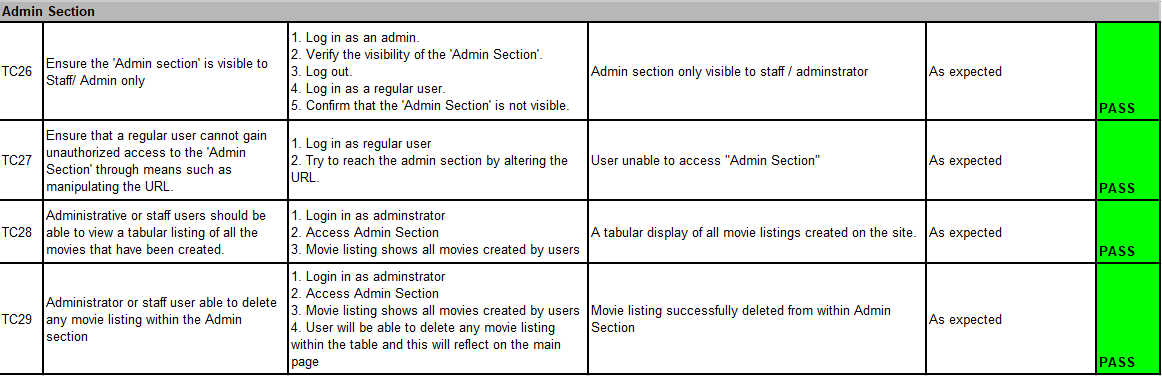 Admin Section
TC26
Ensure the 'Admin section' is visible to
Staff/ Admin only
1. Log in as an admin.
2. Verify the visibility of the 'Admin Section'.
3. Log out.
4. Log in as a regular user.
5. Confirm that the 'Admin Section' is not visible.
Admin section only visible to staff / adminstrator
As expected
PASS
TC27
Ensure that a regular user cannot gain
unauthorized access to the 'Admin
Section' through means such as
manipulating the URL.
1. Log in as regular user
2. Try to reach the admin section by altering the
URL.
User unable to access "Admin Section"
As expected
PASS
TC28
Administrative or staff users should be
able to view a tabular listing of all the
movies that have been created.
1. Login in as adminstrator
2. Access Admin Section
3. Movie listing shows all movies created by users
A tabular display of all movie listings created on the site.
As expected
PASS
TC29
Administrator or staff user able to delete
any movie listing within the Admin
section
1. Login in as adminstrator
2. Access Admin Section
3. Movie listing shows all movies created by users
4. User will be able to delete any movie listing
within the table and this will reflect on the main
page
Movie listing successfully deleted from within Admin
Section
As expected
PASS